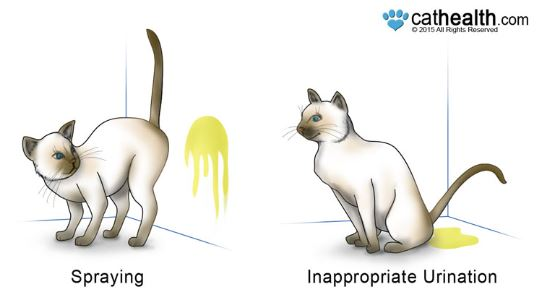 cathealth.com
© 2015 All Rights Reserved
Spraying
Inappropriate Urination